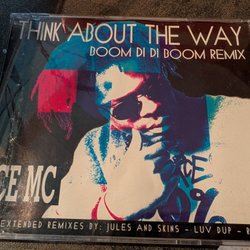 THINK ABOUT THE WAY
BOOM DI DI BOOM REMIX
CE MC
EXTENDED REMIXES BY: JULES AND SKINS - LUV DUP -